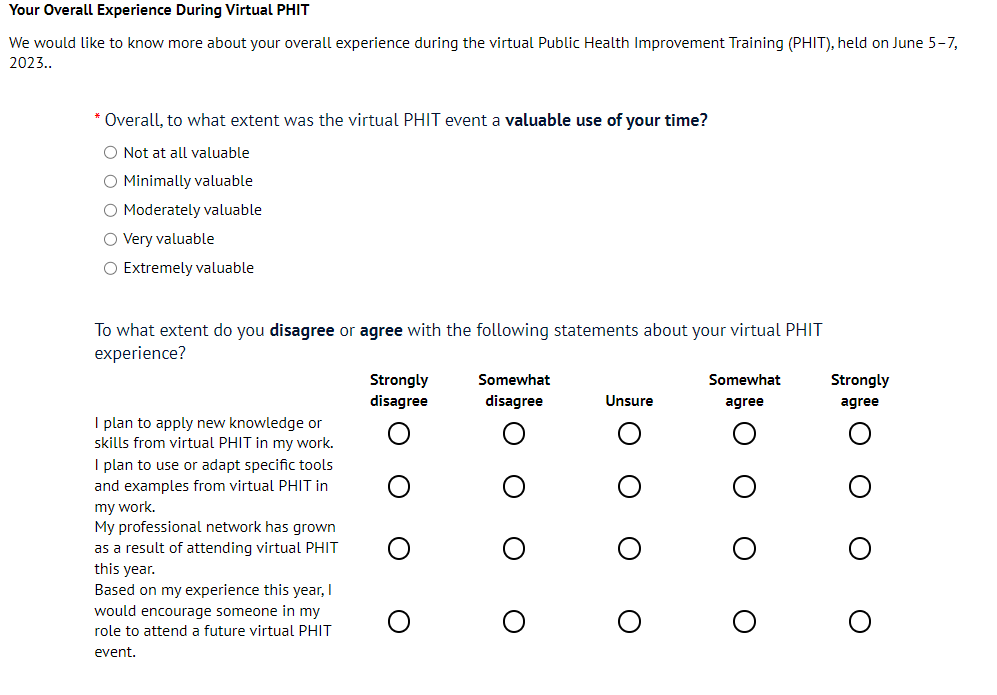 Your Overall Experience During Virtual PHIT
We would like to know more about your overall experience during the virtual Public Health Improvement Training (PHIT), held on June 5–7,
2023..
* Overall, to what extent was the virtual PHIT event a valuable use of your time?
Not at all valuable
Minimally valuable
Moderately valuable
Very valuable
Extremely valuable
To what extent do you disagree or agree with the following statements about your virtual PHIT
experience?
Strongly disagree
Somewhat disagree
Unsure
Somewhat agree
Strongly agree
I plan to apply new knowledge or
skills from virtual PHIT in my work.
I plan to use or adapt specific tools
and examples from virtual PHIT in
my work.
My professional network has grown
as a result of attending virtual PHIT
this year.
Based on my experience this year, I
would encourage someone in my
role to attend a future virtual PHIT
event.